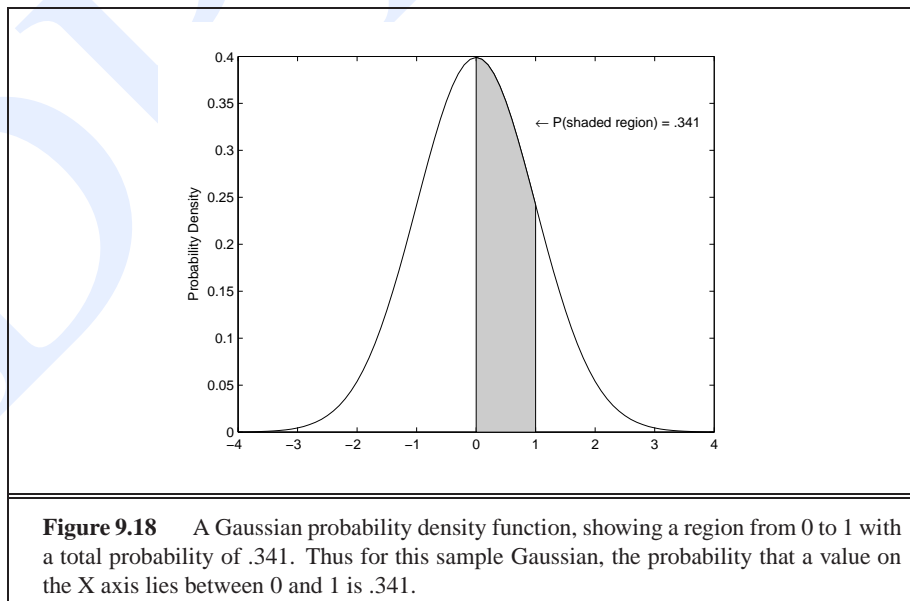 0.4
0.35
← P(shaded region) = .341
0.3
0.25
0.2
0.15
0.1
0.05
0
Probability Density
−4 −3 −2 −1 0 1 2 3 4
Figure 9.18 A Gaussian probability density function, showing a region from 0 to 1 with
a total probability of .341. Thus for this sample Gaussian, the probability that a value on
the X axis lies between 0 and 1 is .341.